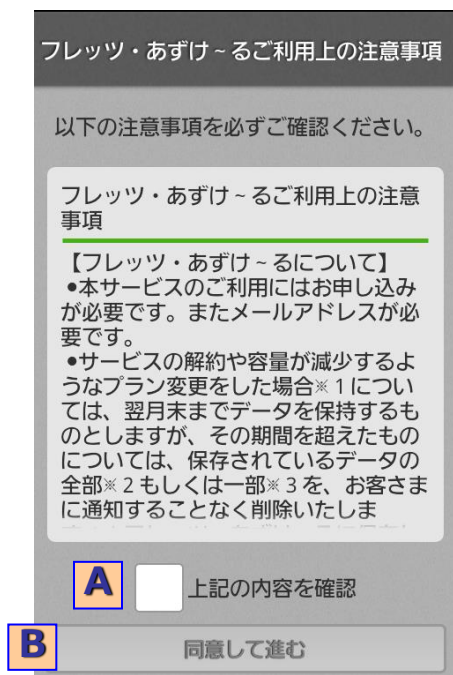 フレッツ・あずけ~るご利用上の注意事項
以下の注意事項を必ずご確認ください。
フレッツ・あずけ~るご利用上の注意
事項
【フレッツ・あずけ~るについて】
●本サービスのご利用にはお申し込み
が必要です。またメールアドレスが必
要です。
●サービスの解約や容量が減少するよ
うなプラン変更をした場合※1につい
ては、翌月末までデータを保持するも
のとしますが、その期間を超えたもの
については、保存されているデータの
全部※2もしくは一部※3を、お客さま
に通知することなく削除いたしま
A 上記の内容を確認
B 同意して進む